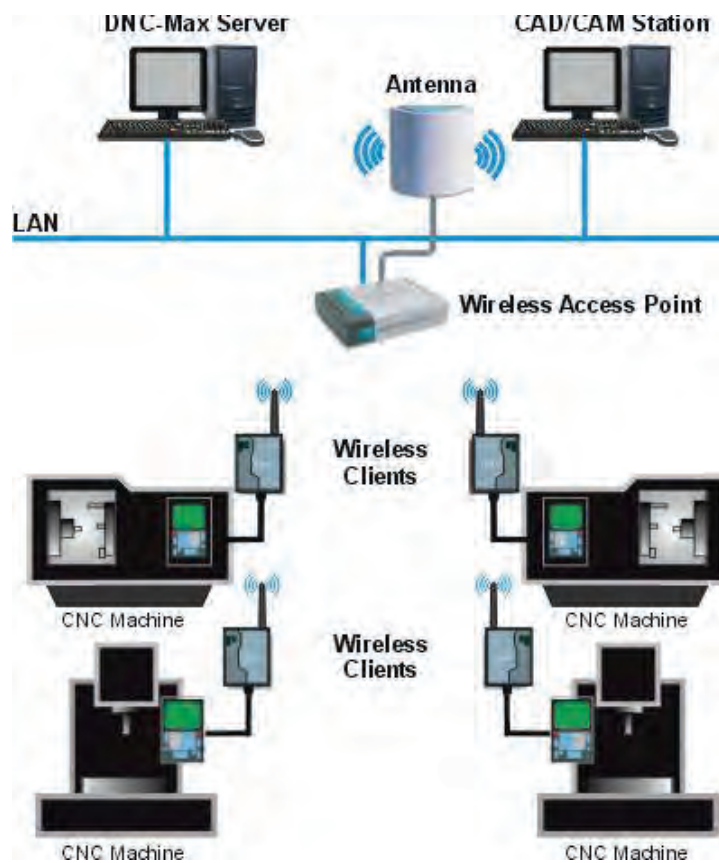 DNC-Max Server
CAD/CAM Station
Antenna
LAN
Wireless Access Point
Wireless
Clients
CNC Machine
CNC Machine
Wireless
Clients
CNC Machine
CNC Machine